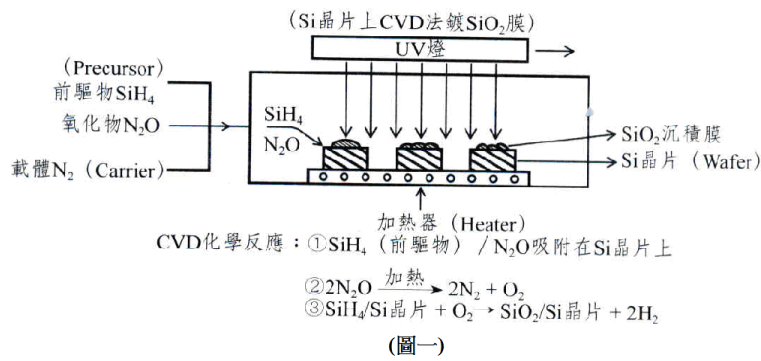 (Si晶片上CVD法鍍SiO₂膜)
UV燈
(Precursor)
前驅物SiH₄
氧化物N₂O
載體N₂ (Carrier)
SiH₄
N₂O
SiO₂沉積膜
Si晶片 (Wafer)
加熱器 (Heater)
CVD化學反應：①SiH₄ (前驅物) /N₂O吸附在Si晶片上
②2N₂O 加熱→ 2N₂ + O₂
③SiH₄/Si晶片 + O₂ → SiO₂/Si晶片 + 2H₂
(圖一)